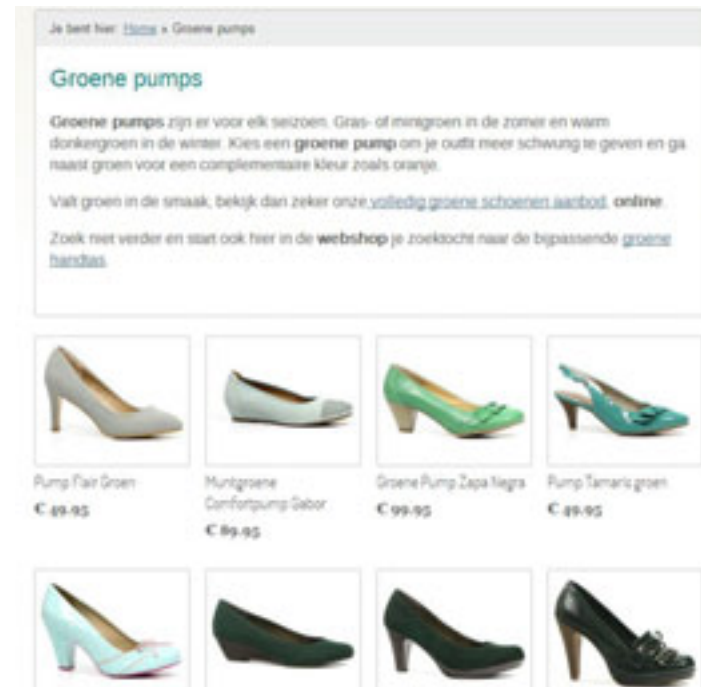 Je bent hier: Home » Groene pumps
Groene pumps
Groene pumps zijn er voor elk seizoen. Gras- of mintgroen in de zomer en warm
donkergroen in de winter. Kies een groene pump om je outfit meer schwung te geven en ga
naast groen voor een complementaire kleur zoals oranje.
Valt groen in de smaak, bekijk dan zeker onze volledig groene schoenen aanbod, online.
Zoek niet verder en start ook hier in de webshop je zoektocht naar de bijpassende groene
handtas.
Pump Flair Groen
€ 49.95
Muntgroene
Comfortpump Gabor
€ 89.95
Groene Pump Zapa Negra
€ 99.95
Pump Tamaris groen
€ 49.95